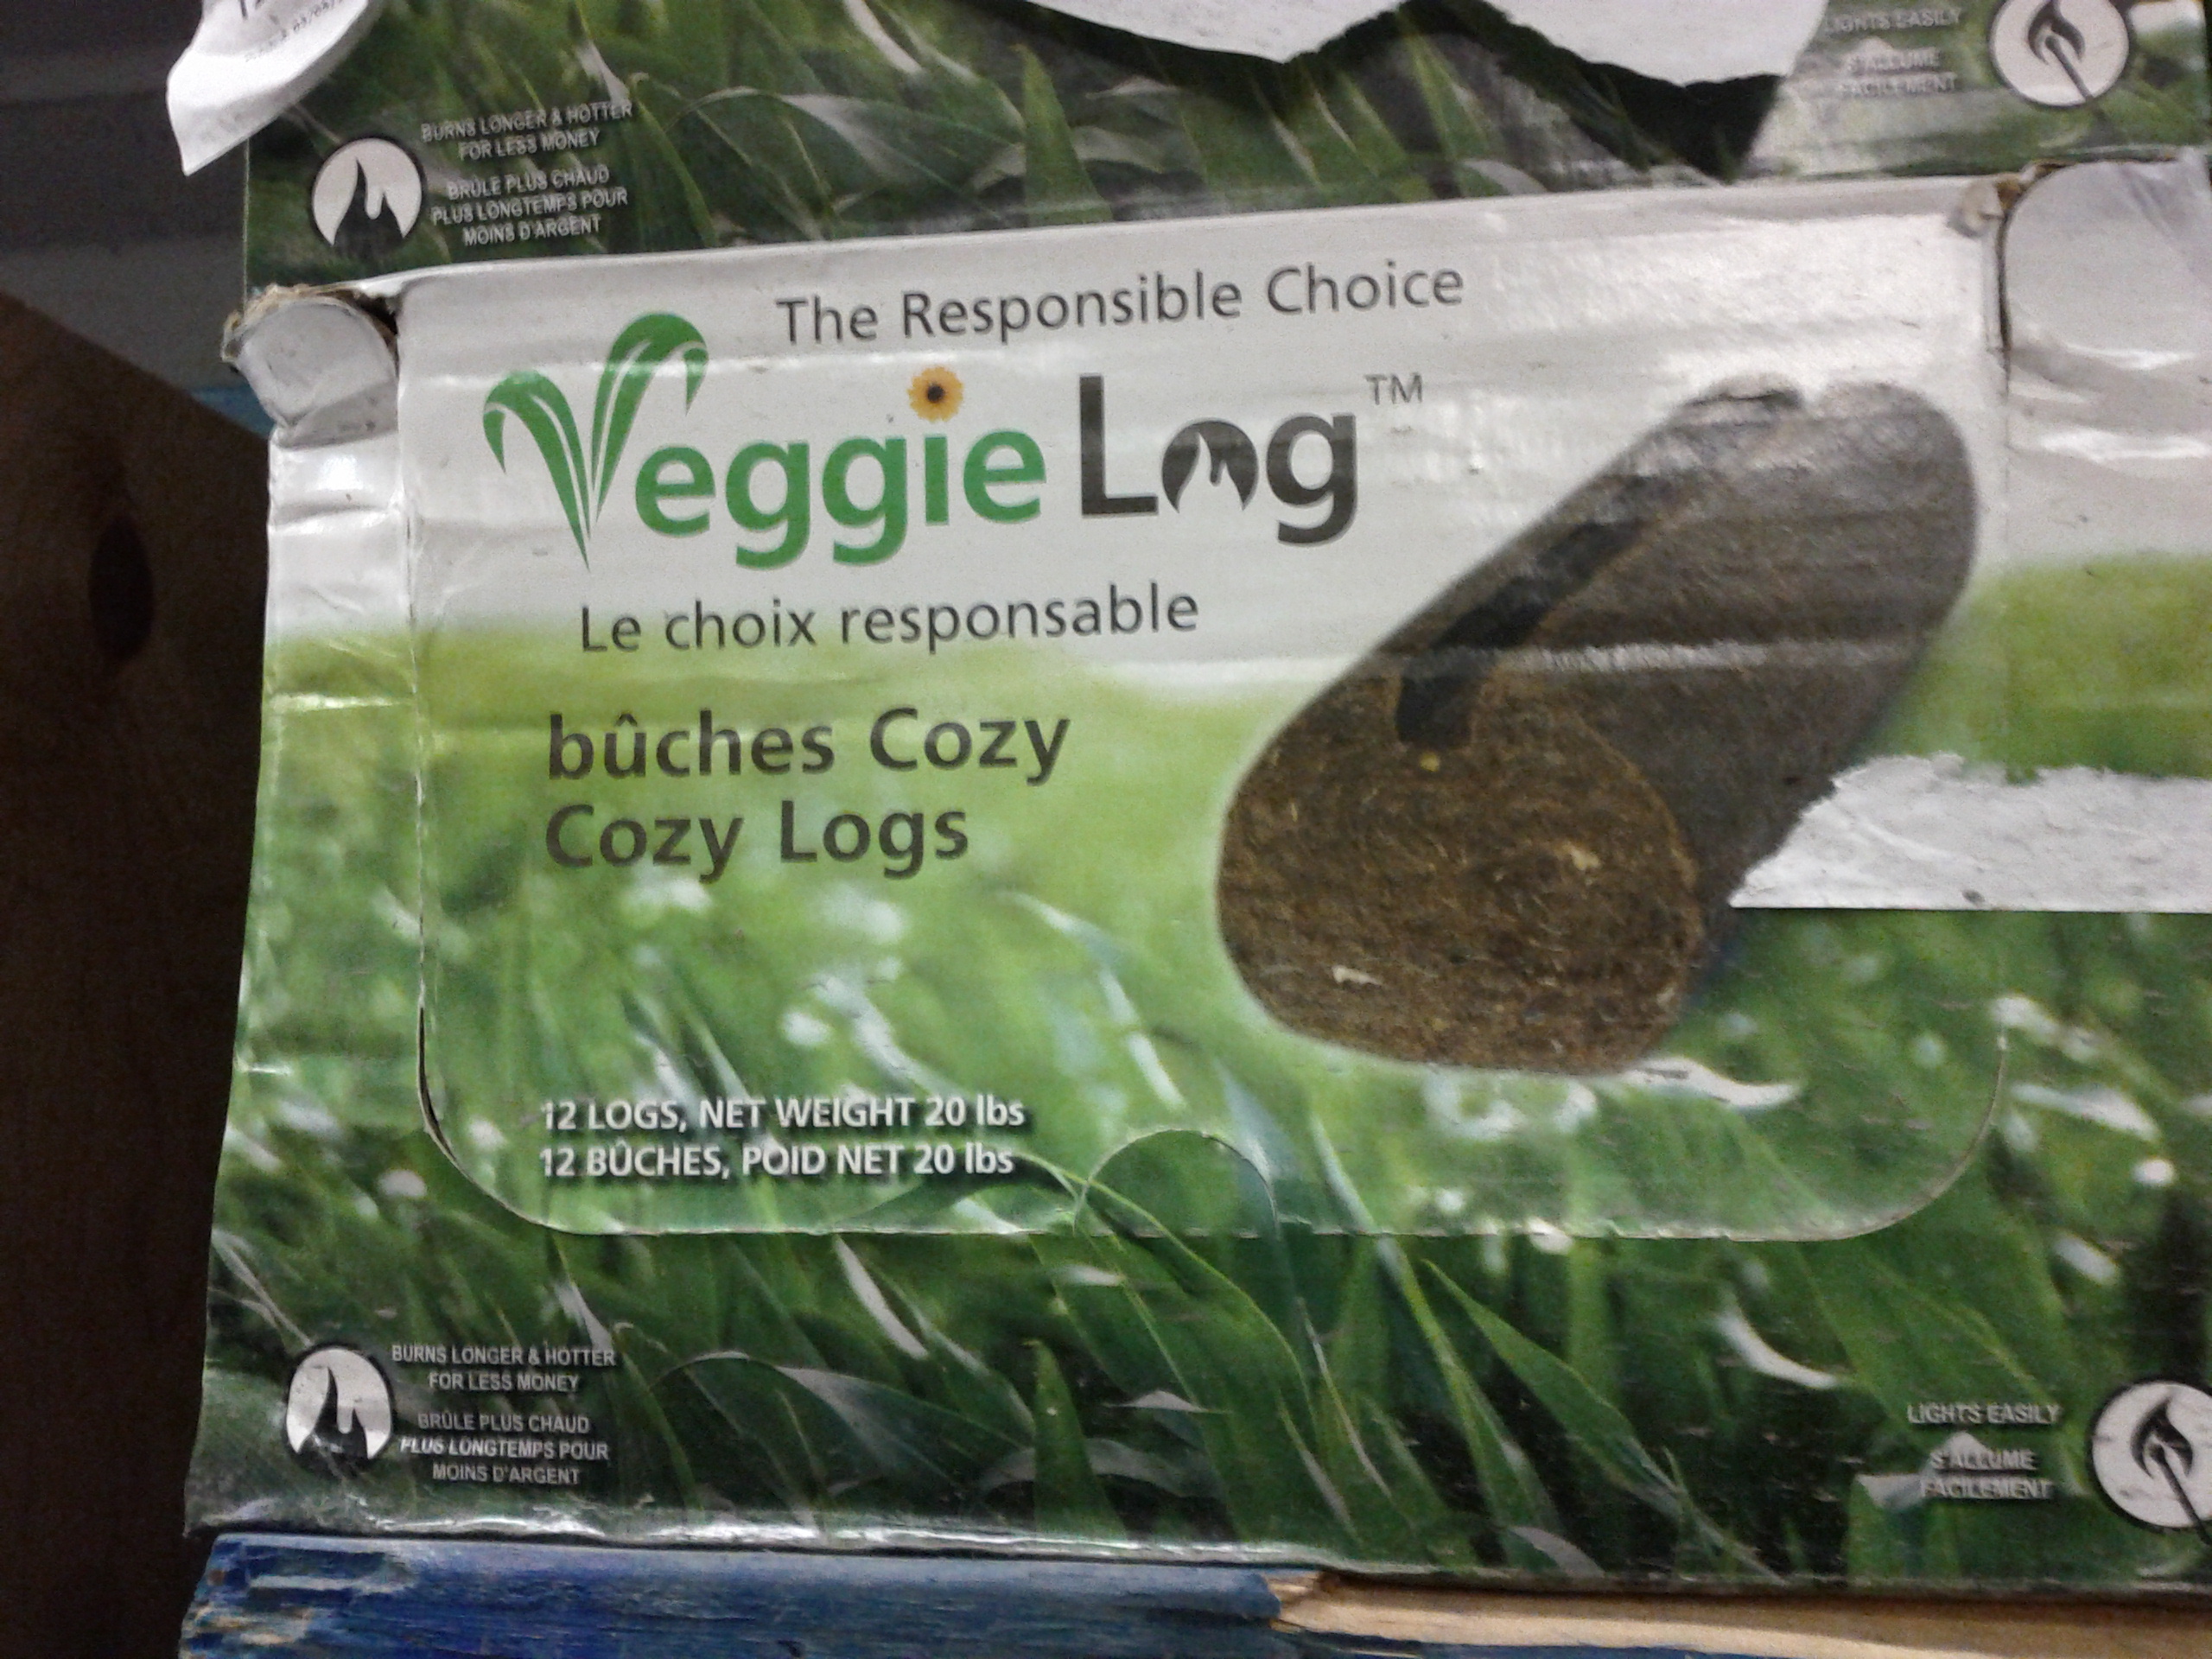 BURNS LONGER & HOTTER
FOR LESS MONEY
BRÛLE PLUS CHAUD
PLUS LONGTEMPS POUR
MOINS D'ARGENT
LIGHTS EASILY
S'ALLUME
FACILEMENT
The Responsible Choice
Veggie Log™
Le choix responsable
bûches Cozy
Cozy Logs
12 LOGS, NET WEIGHT 20 lbs
12 BÛCHES, POID NET 20 lbs
BURNS LONGER & HOTTER
FOR LESS MONEY
BRÛLE PLUS CHAUD
PLUS LONGTEMPS POUR
MOINS D'ARGENT
LIGHTS EASILY
S'ALLUME
FACILEMENT